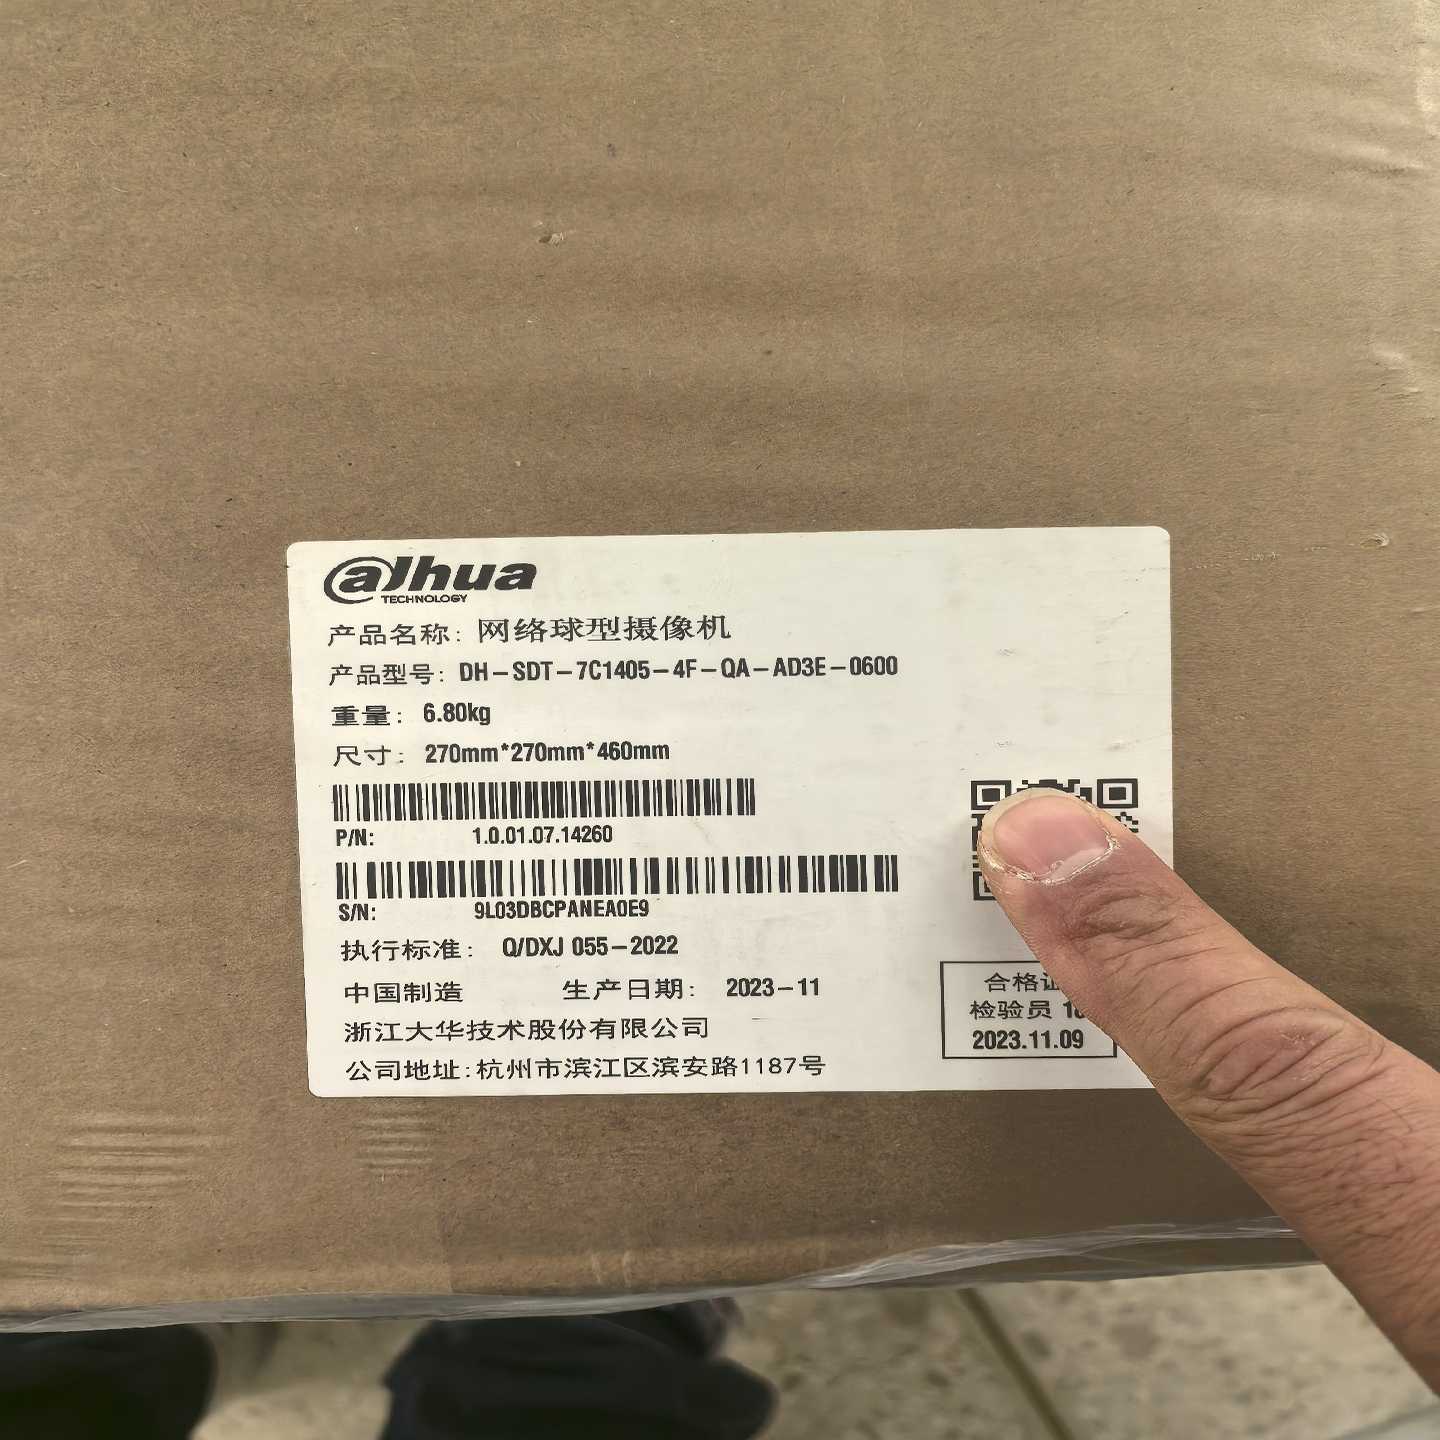 alhua
TECHNOLOGY
产品名称: 网络球型摄像机
产品型号: DH-SDT-7C1405-4F-QA-AD3E-0600
重量: 6.80kg
尺寸: 270mm*270mm*460mm
P/N: 1.0.01.07.14260
S/N: 9L03DBCPANEA0E9
执行标准: Q/DXJ 055-2022
中国制造 生产日期: 2023-11
浙江大华技术股份有限公司
公司地址:杭州市滨江区滨安路1187号
合格证
检验员
2023.11.09